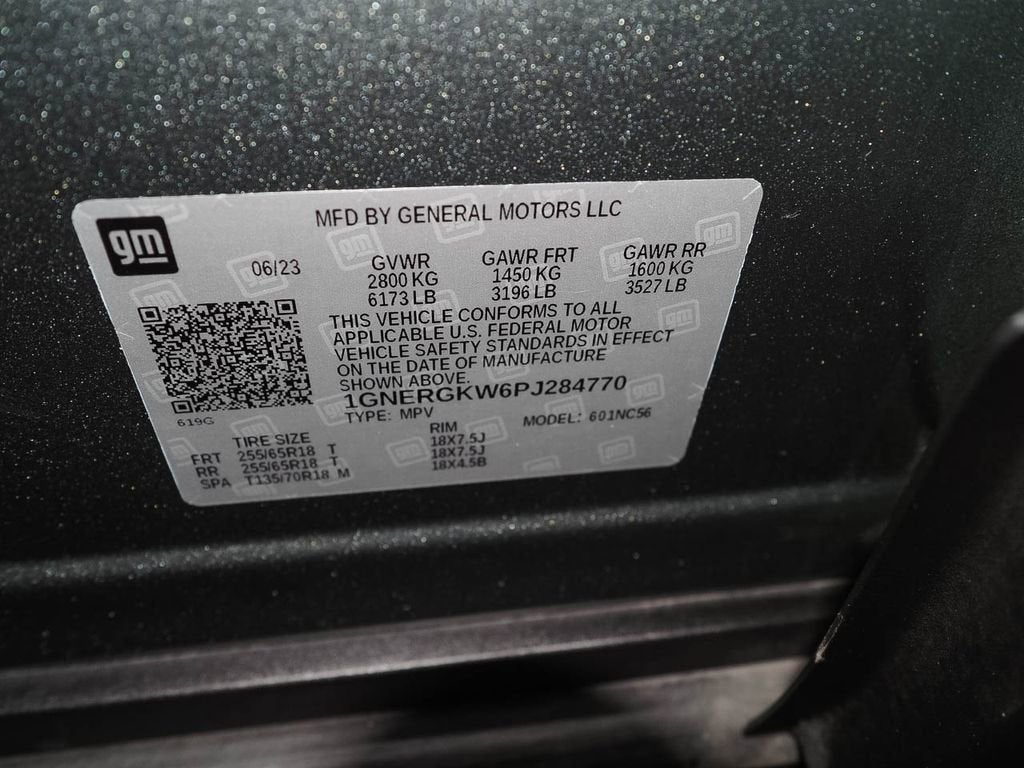 gm
MFD BY GENERAL MOTORS LLC
06/23
GVWR GAWR FRT GAWR RR
2800 KG 1450 KG 1600 KG
6173 LB 3196 LB 3527 LB
THIS VEHICLE CONFORMS TO ALL
APPLICABLE U.S. FEDERAL MOTOR
VEHICLE SAFETY STANDARDS IN EFFECT
ON THE DATE OF MANUFACTURE
SHOWN ABOVE.
1GNERGKW6PJ284770
619G TYPE: MPV MODEL: 601NC56
TIRE SIZE RIM
FRT 255/65R18 T 18X7.5J
RR 255/65R18 T 18X7.5J
SPA T135/70R18 M 18X4.5B